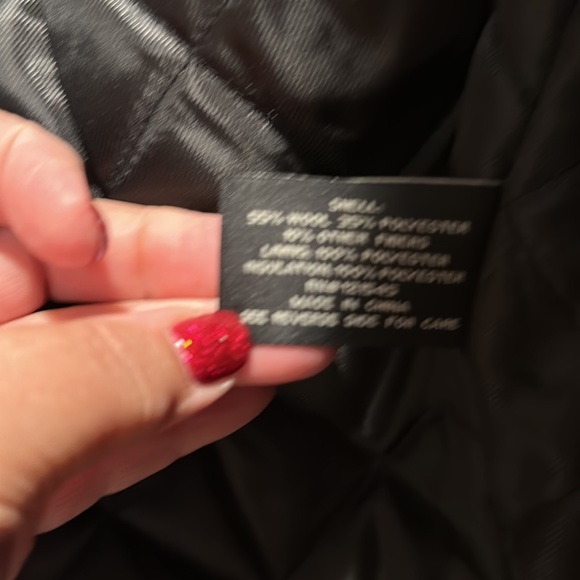 SHELL:
55% WOOL, 35% POLYESTER
OTHER FIBERS
LINING: 100% POLYESTER
INSULATION: 100% POLYESTER
MADE IN CHINA
SEE REVERSE SIDE FOR CARE